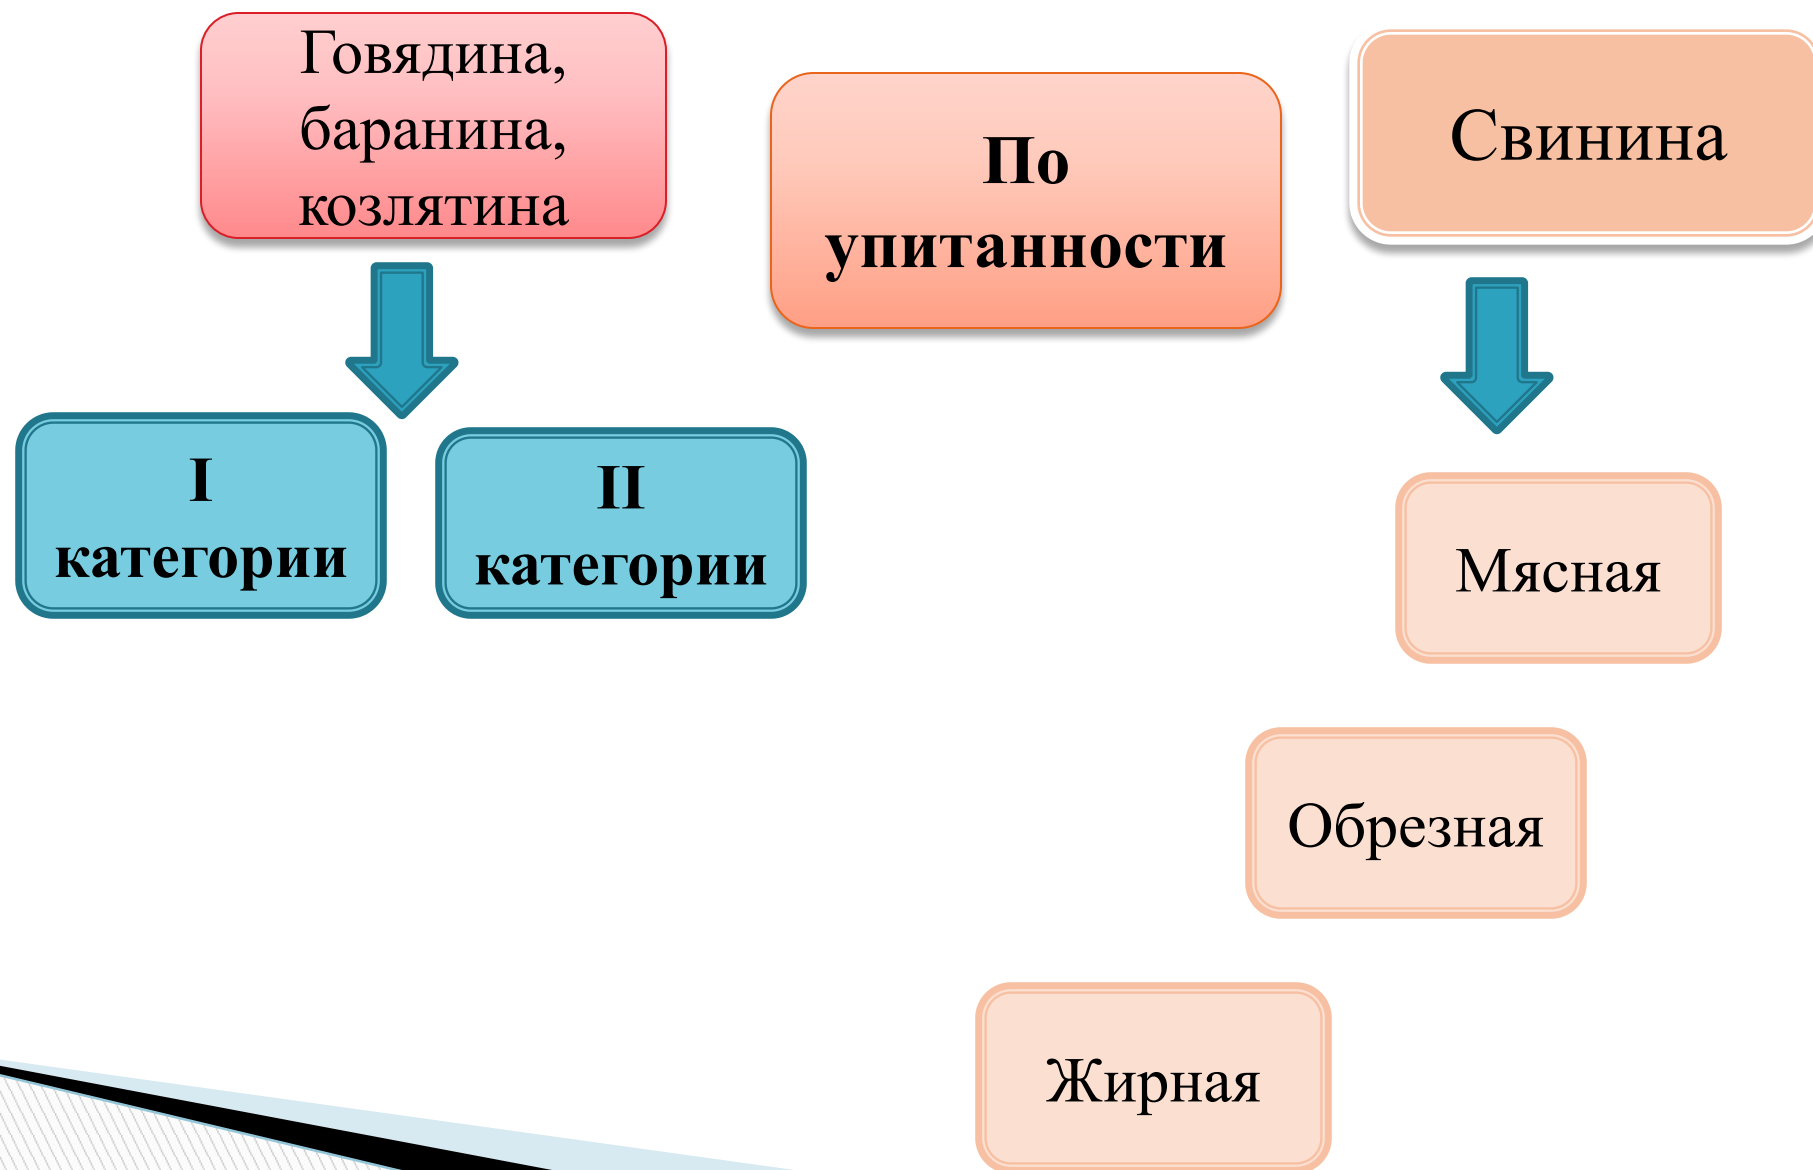 Говядина,
баранина,
козлятина
По
упитанности
Свинина
I
категории
II
категории
Мясная
Обрезная
Жирная